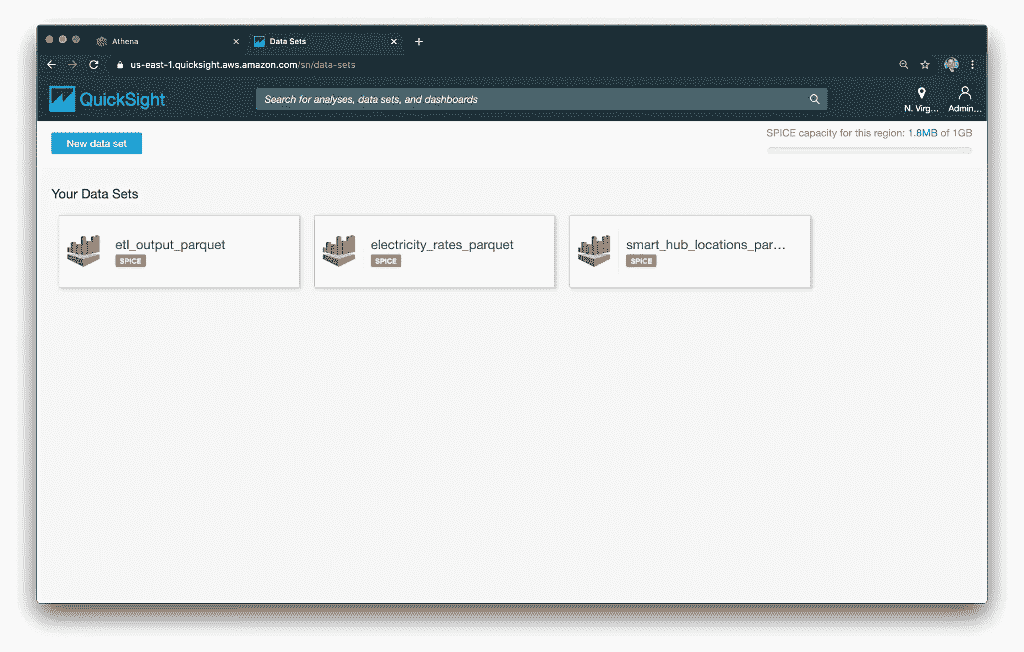 Athena
Data Sets
us-east-1.quicksight.aws.amazon.com/sn/data-sets
QuickSight
Search for analyses, data sets, and dashboards
N. Virg...
Admin...
New data set
SPICE capacity for this region: 1.8MB of 1GB
Your Data Sets
etl_output_parquet
SPICE
electricity_rates_parquet
SPICE
smart_hub_locations_par...
SPICE